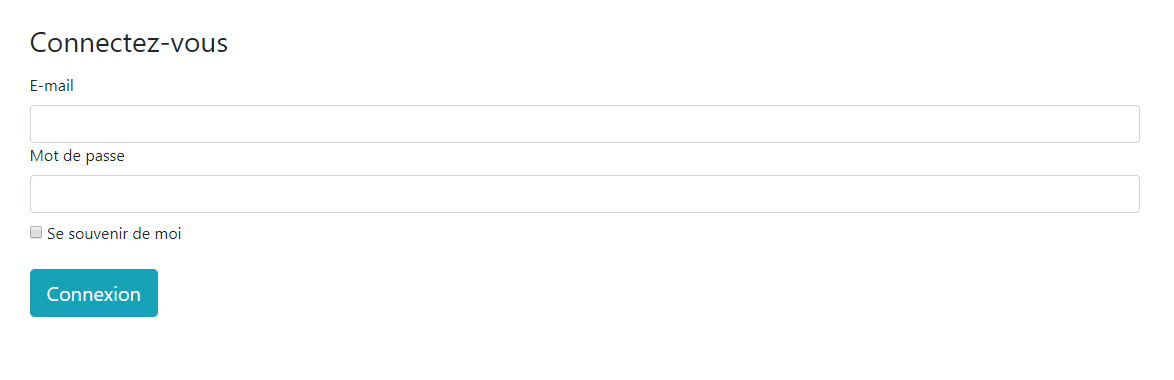 Connectez-vous
E-mail
Mot de passe
Se souvenir de moi
Connexion